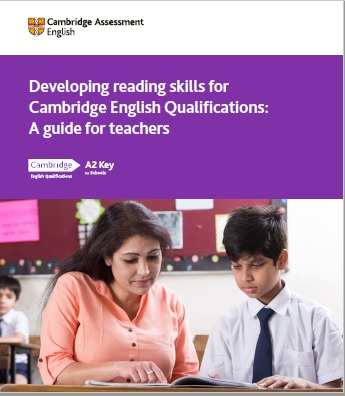 Cambridge Assessment
English
Developing reading skills for
Cambridge English Qualifications:
A guide for teachers
Cambridge
English Qualifications
A2 Key
for Schools